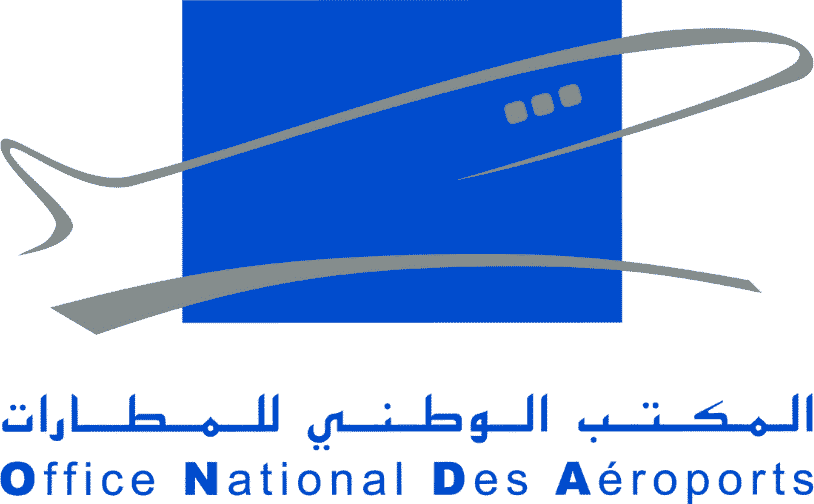 المكتب الوطني للمطارات
Office National Des Aéroports